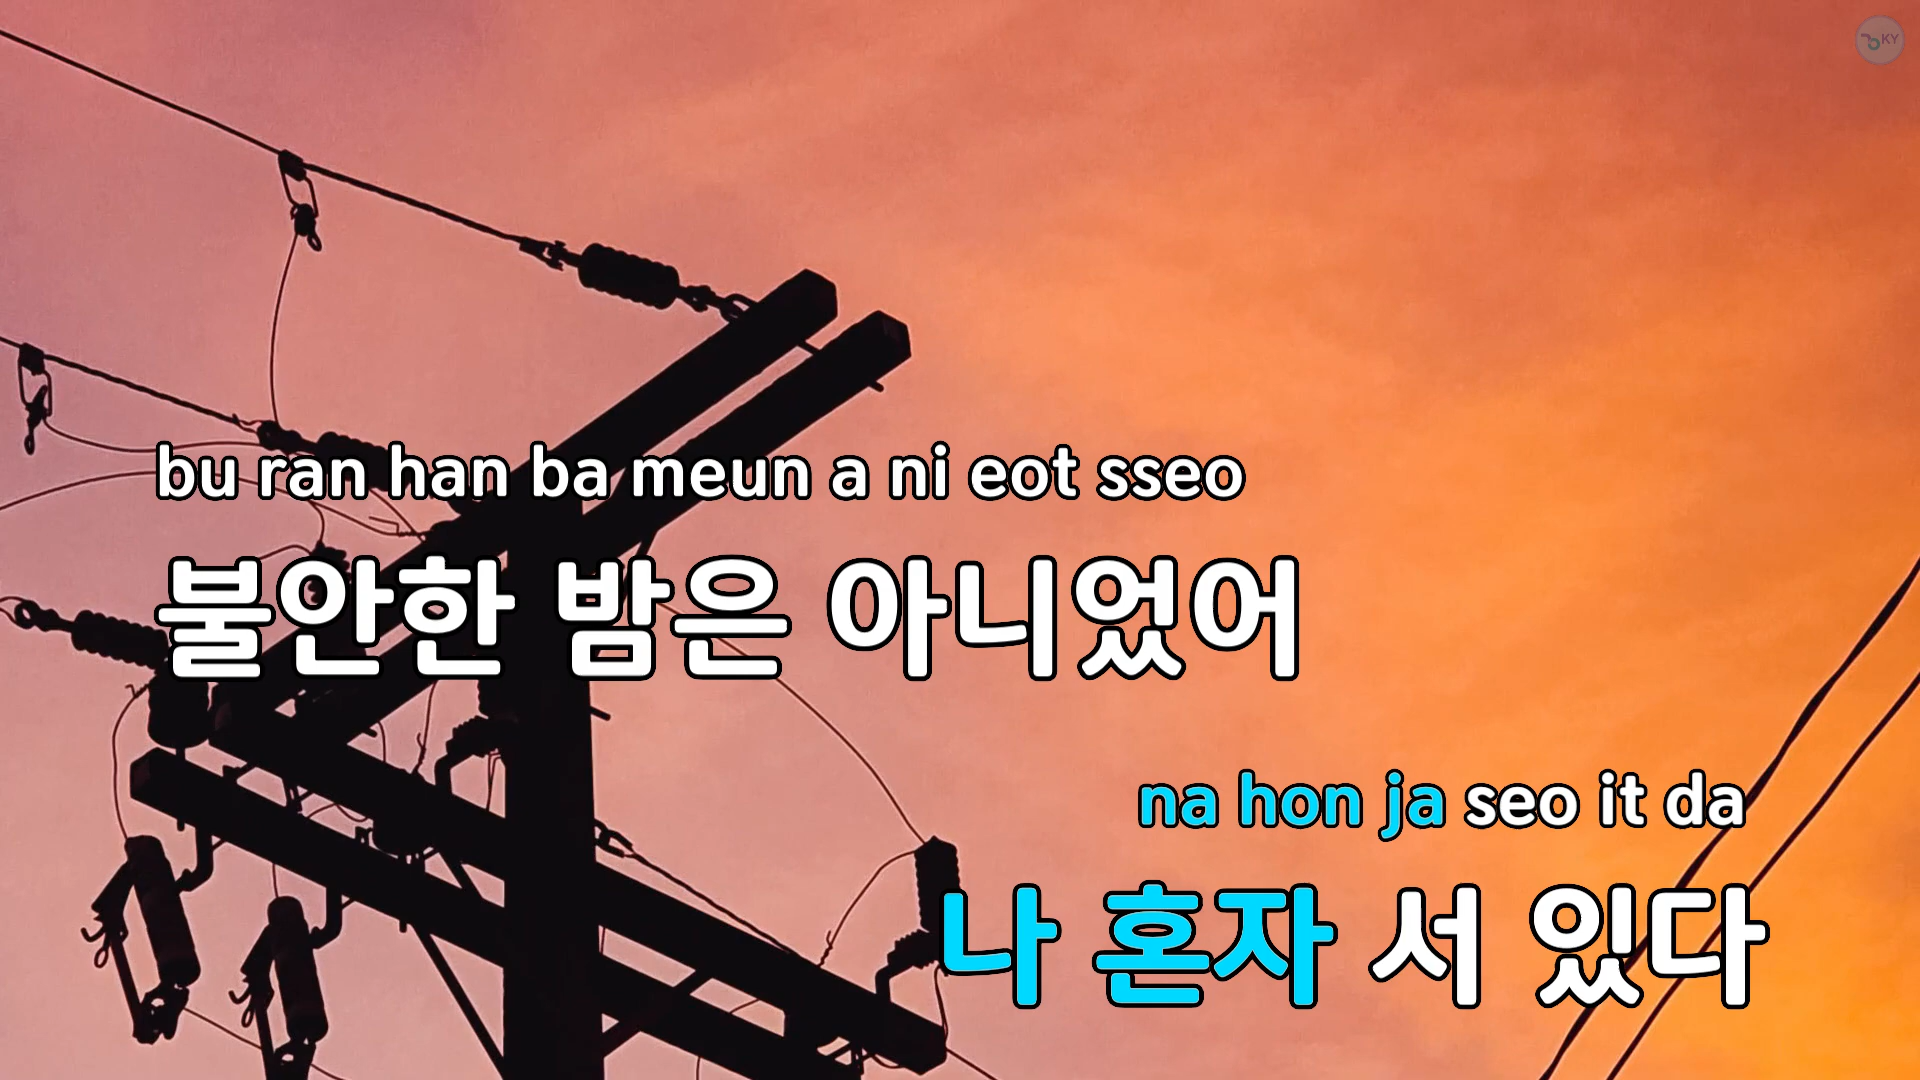 KY
bu ran han ba meun a ni eot sseo
불안한 밤은 아니었어
na hon ja seo it da
나 혼자 서 있다